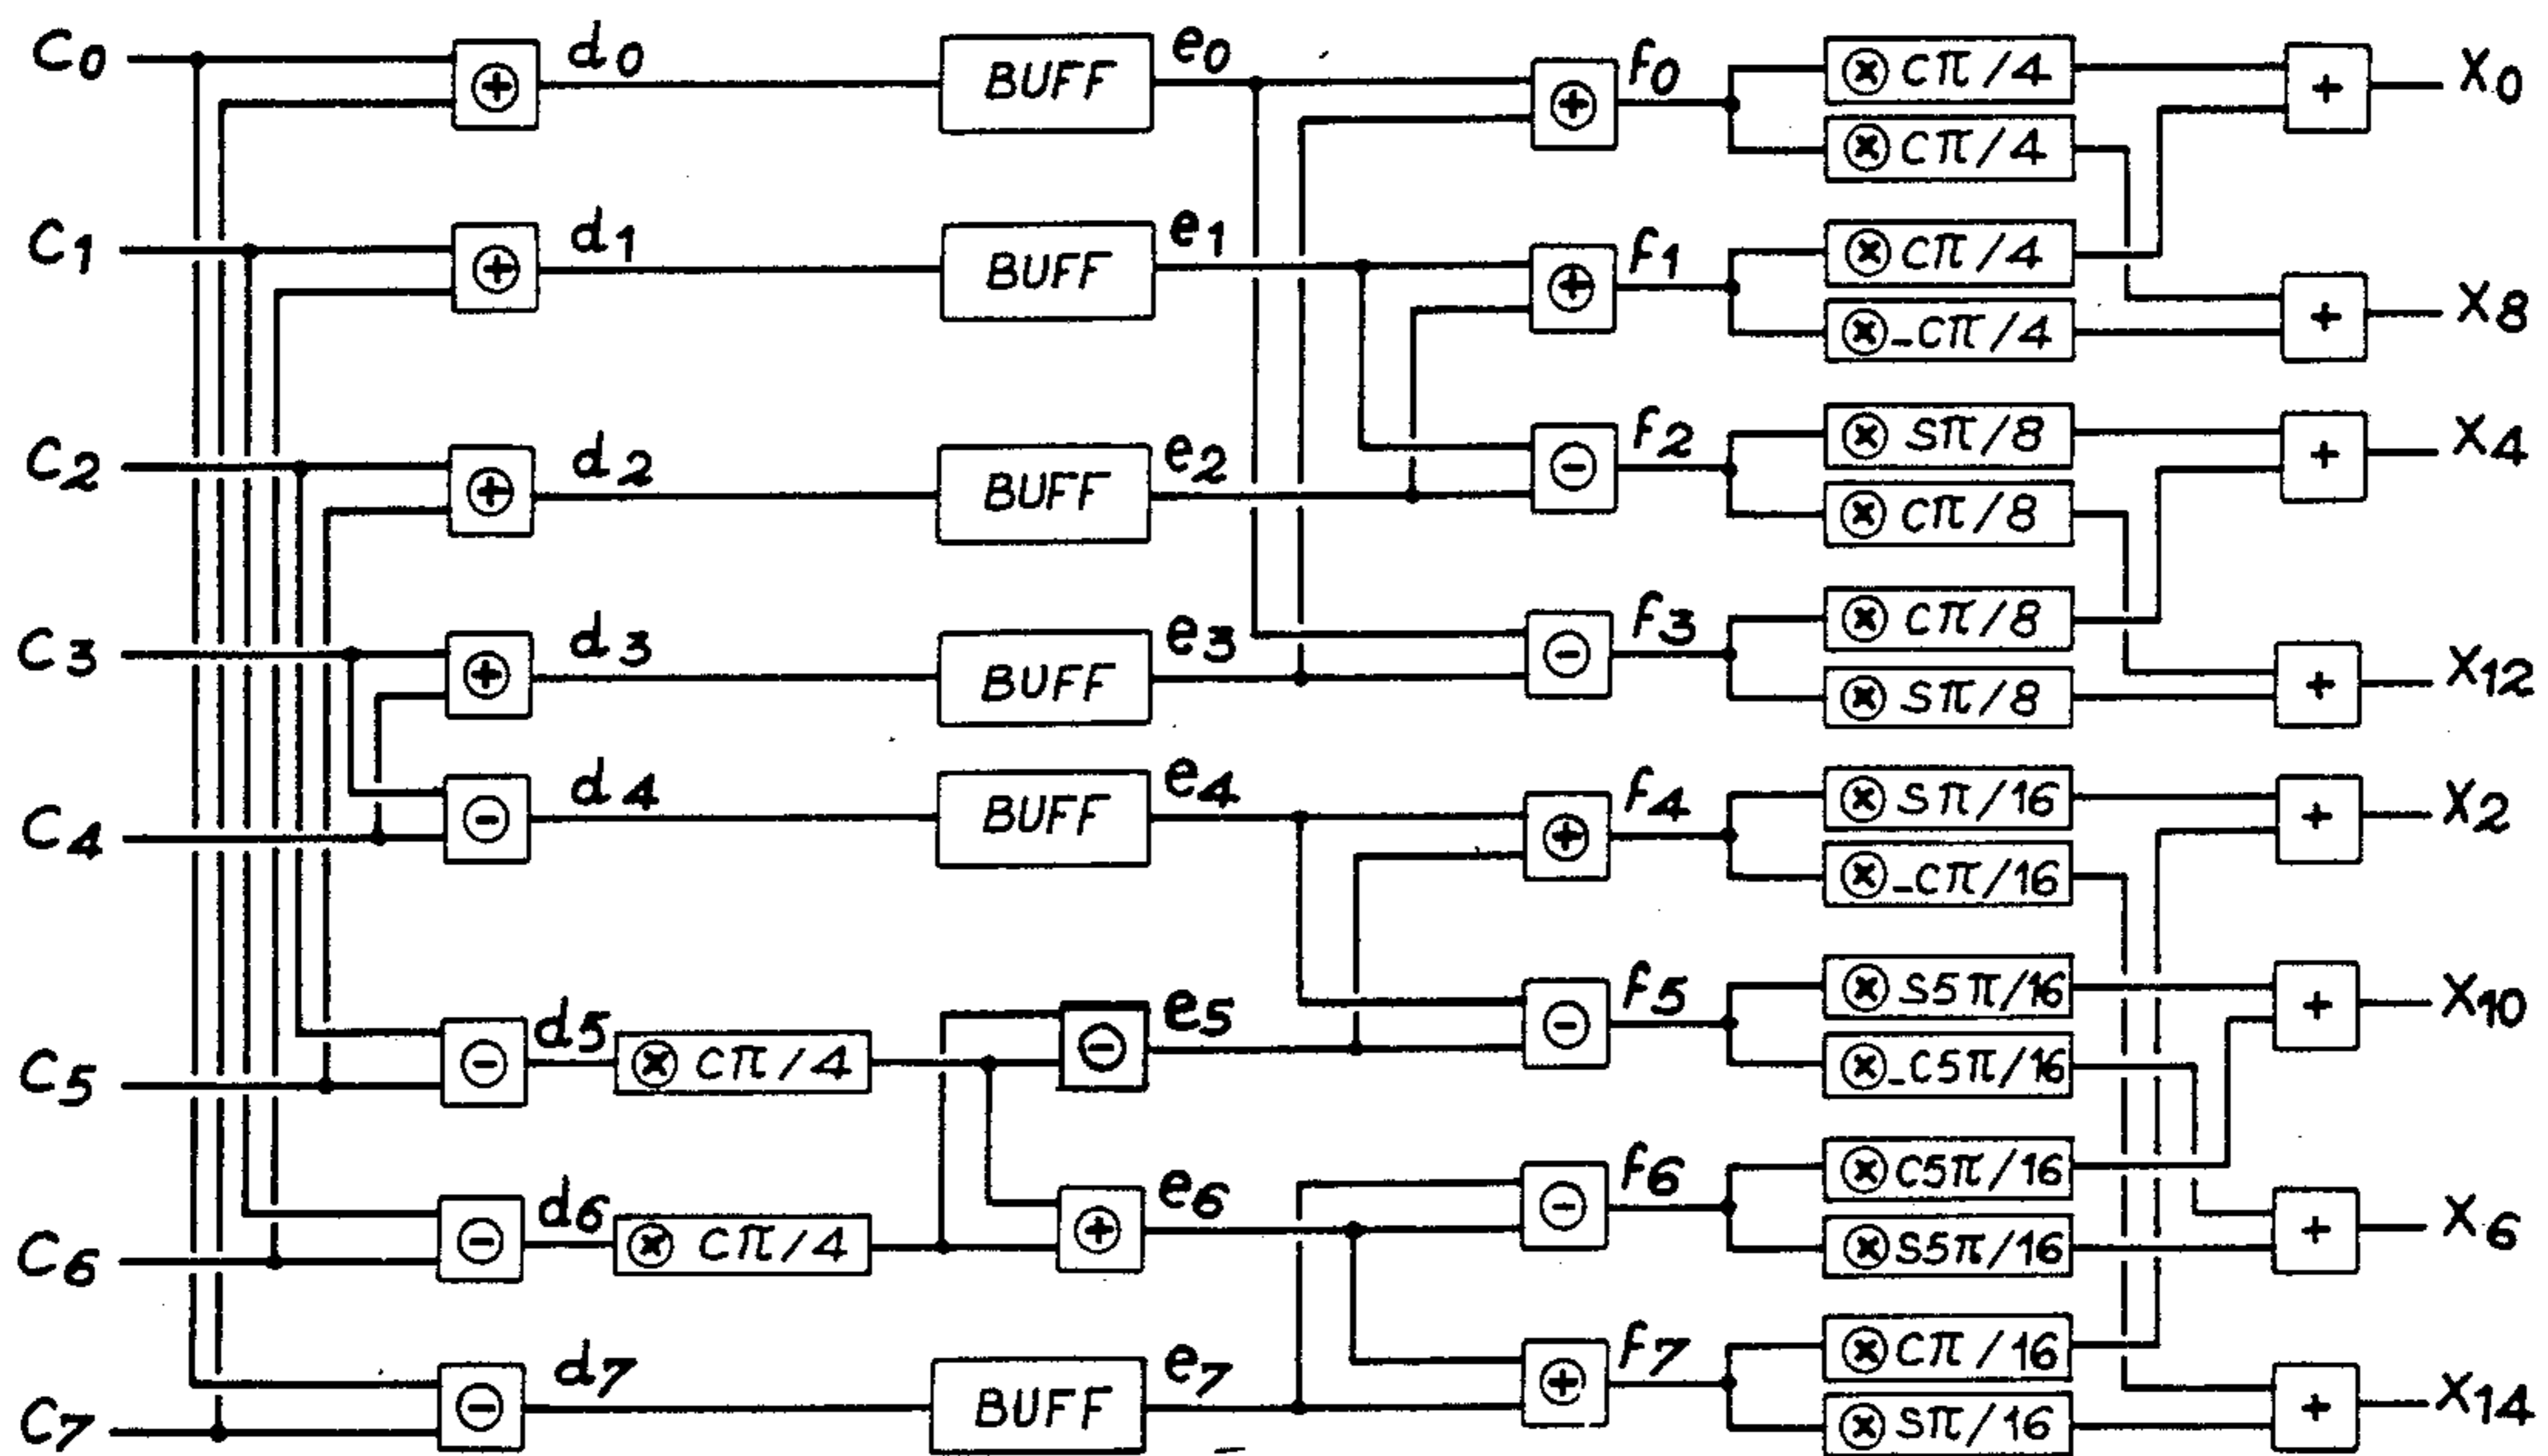 C0 + d0 BUFF e0 + f0 × Cπ/4 + X0
× Cπ/4
C1 + d1 BUFF e1 + f1 × Cπ/4
× -Cπ/4 + X8
C2 + d2 BUFF e2 - f2 × Sπ/8 + X4
× Cπ/8
C3 + d3 BUFF e3 - f3 × Cπ/8
× Sπ/8 + X12
C4 - d4 BUFF e4 + f4 × Sπ/16 + X2
× -Cπ/16
C5 - d5 × Cπ/4 - e5 - f5 × S5π/16 + X10
× -C5π/16
C6 - d6 × Cπ/4 + e6 - f6 × C5π/16
× S5π/16 + X6
C7 - d7 BUFF e7 + f7 × Cπ/16
× Sπ/16 + X14